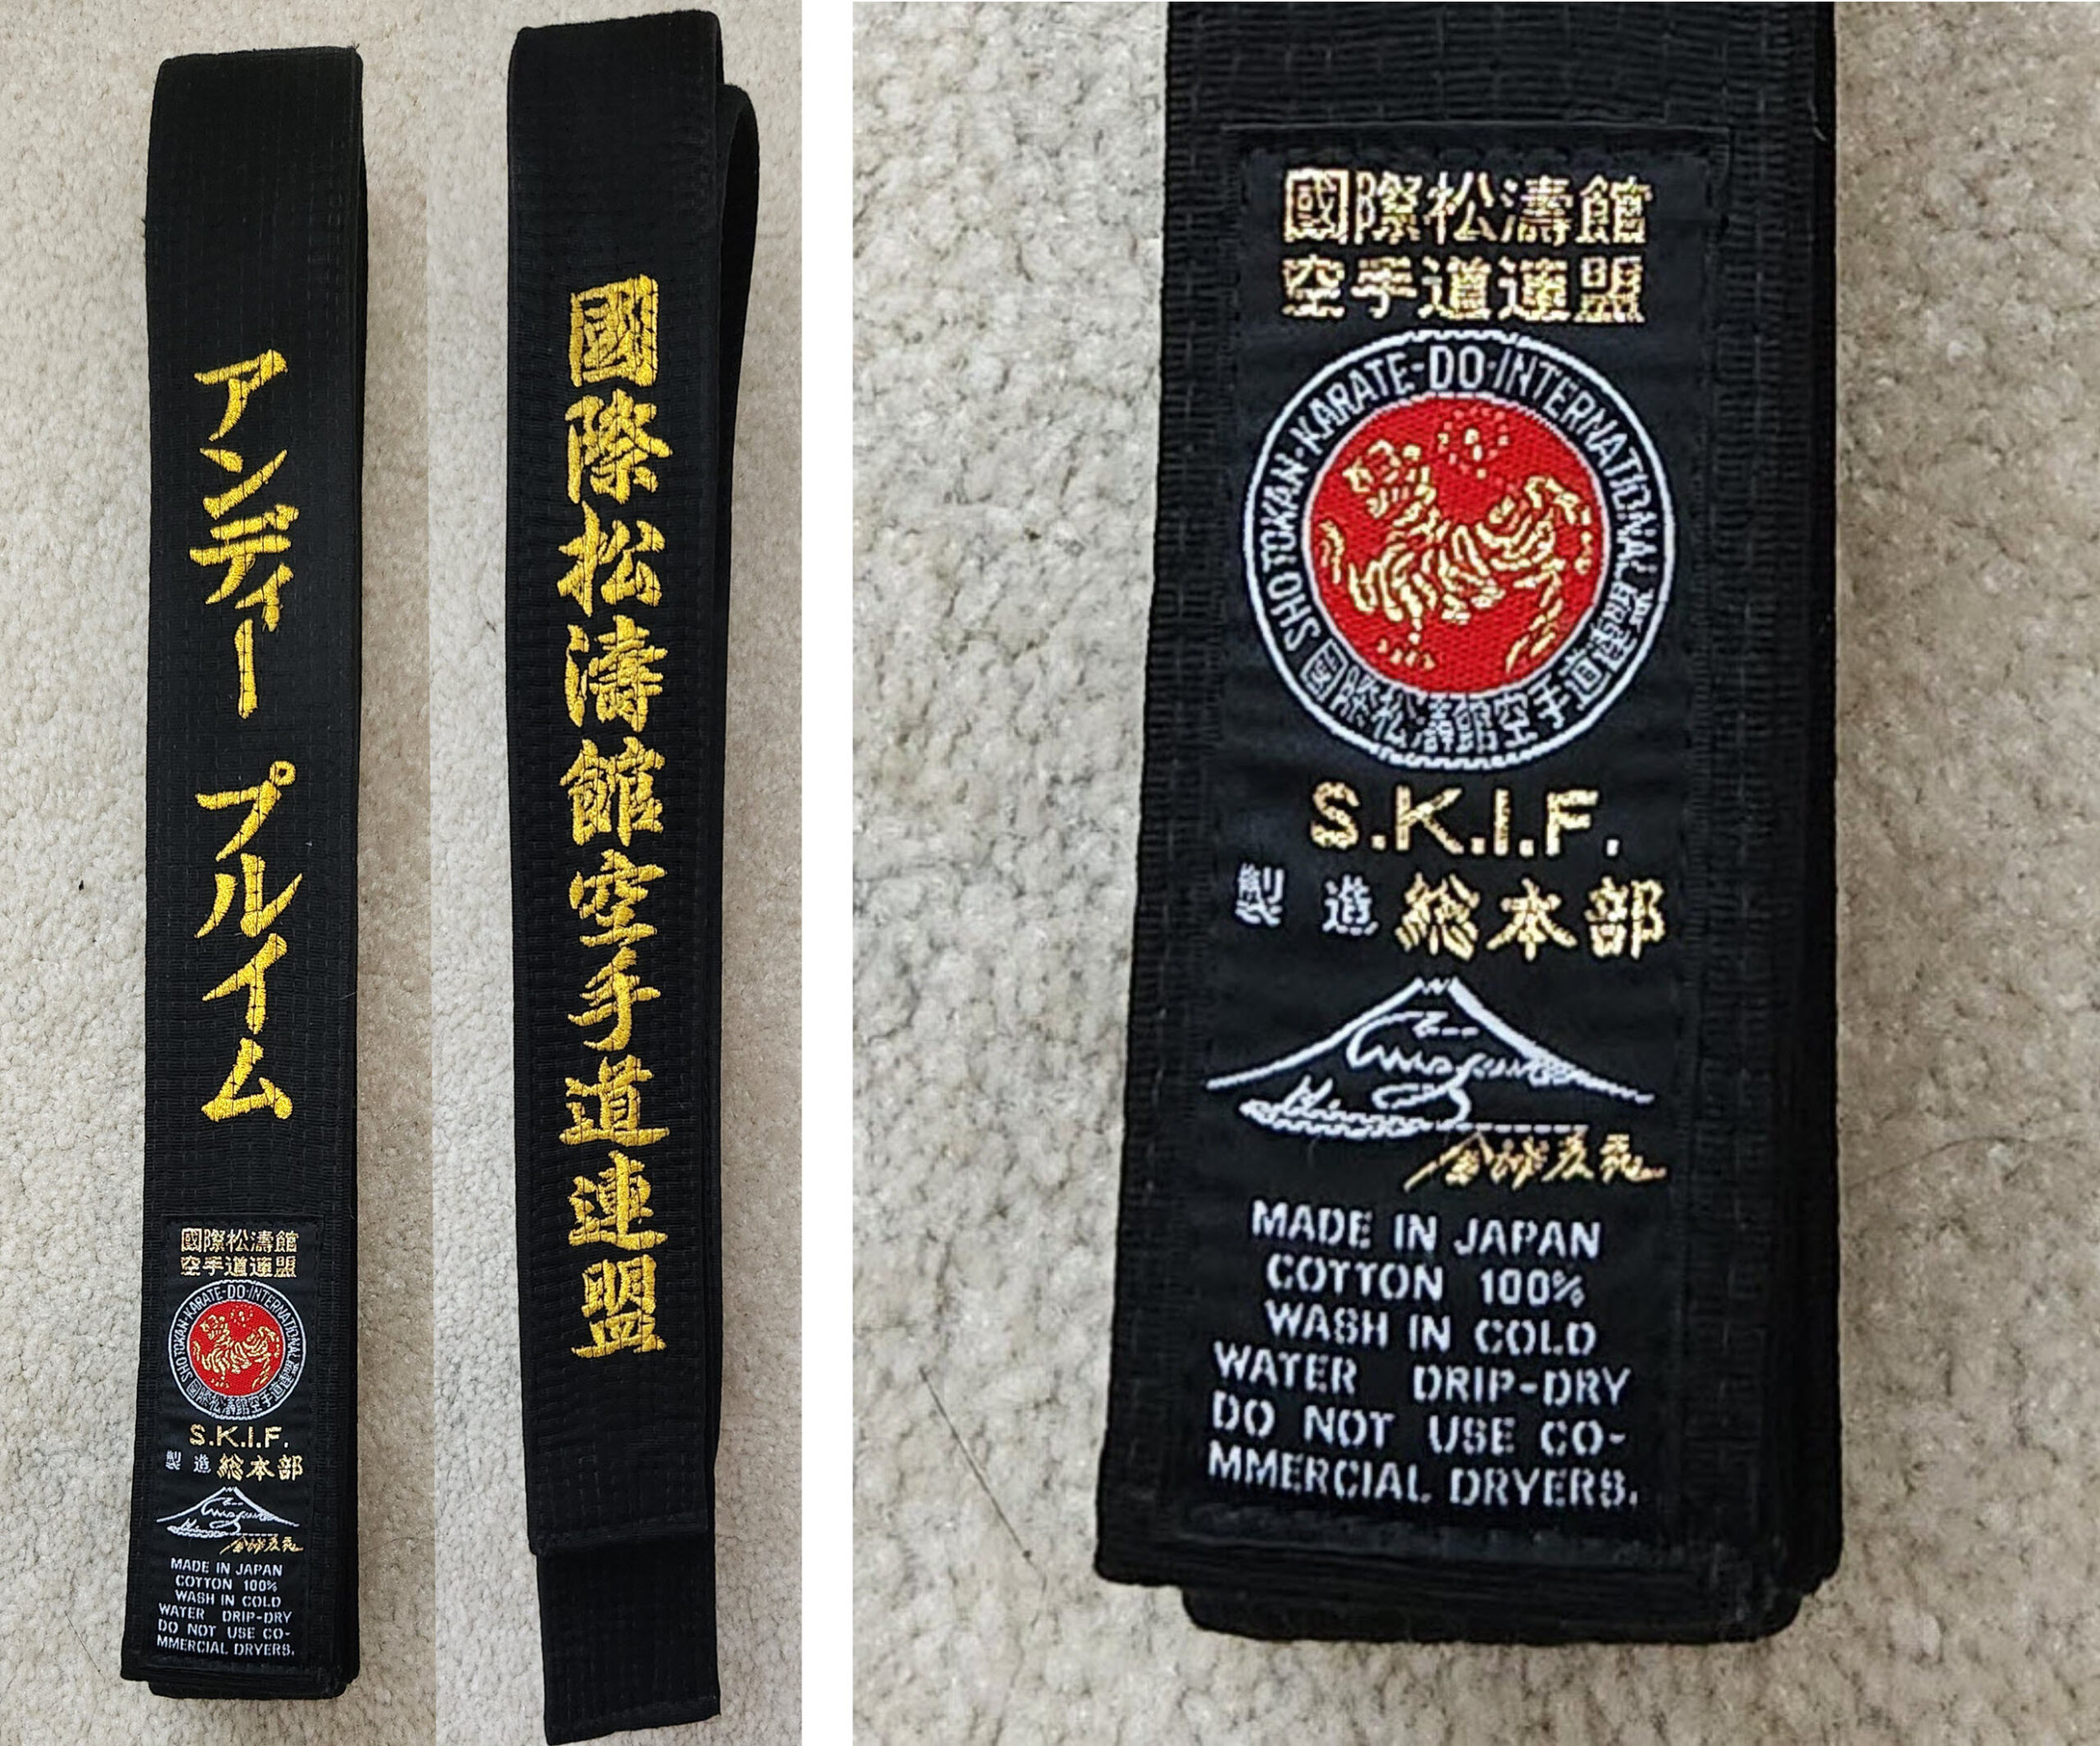 アンディー プルイム
國際松濤館
空手道連盟
SHOTOKAN-KARATE-DO-INTERNATIONAL
國際松濤館空手道連盟
S.K.I.F.
製 造 総本部
MADE IN JAPAN
COTTON 100%
WASH IN COLD
WATER DRIP-DRY
DO NOT USE CO-
MMERCIAL DRYERS.
國際松濤館空手道連盟
國際松濤館
空手道連盟
SHOTOKAN-KARATE-DO-INTERNATIONAL
國際松濤館空手道連盟
S.K.I.F.
製 造 総本部
MADE IN JAPAN
COTTON 100%
WASH IN COLD
WATER DRIP-DRY
DO NOT USE CO-
MMERCIAL DRYERS.